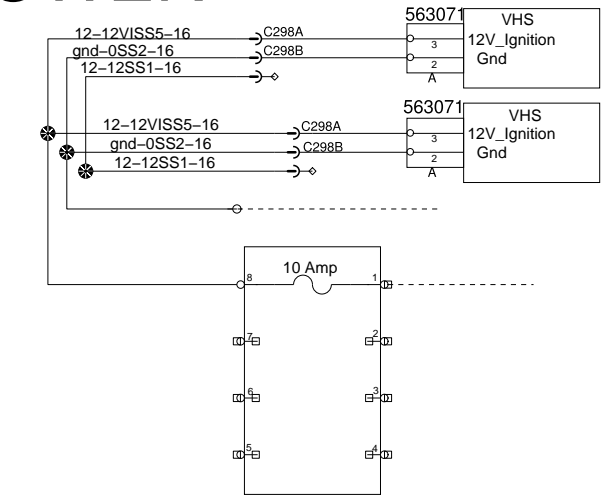 563071
VHS
12-12VISS5-16
C298A
3
12V_Ignition
gnd-0SS2-16
C298B
2
Gnd
12-12SS1-16
A
563071
VHS
12-12VISS5-16
C298A
3
12V_Ignition
gnd-0SS2-16
C298B
2
Gnd
12-12SS1-16
A
10 Amp
8
1
7
2
6
3
5
4